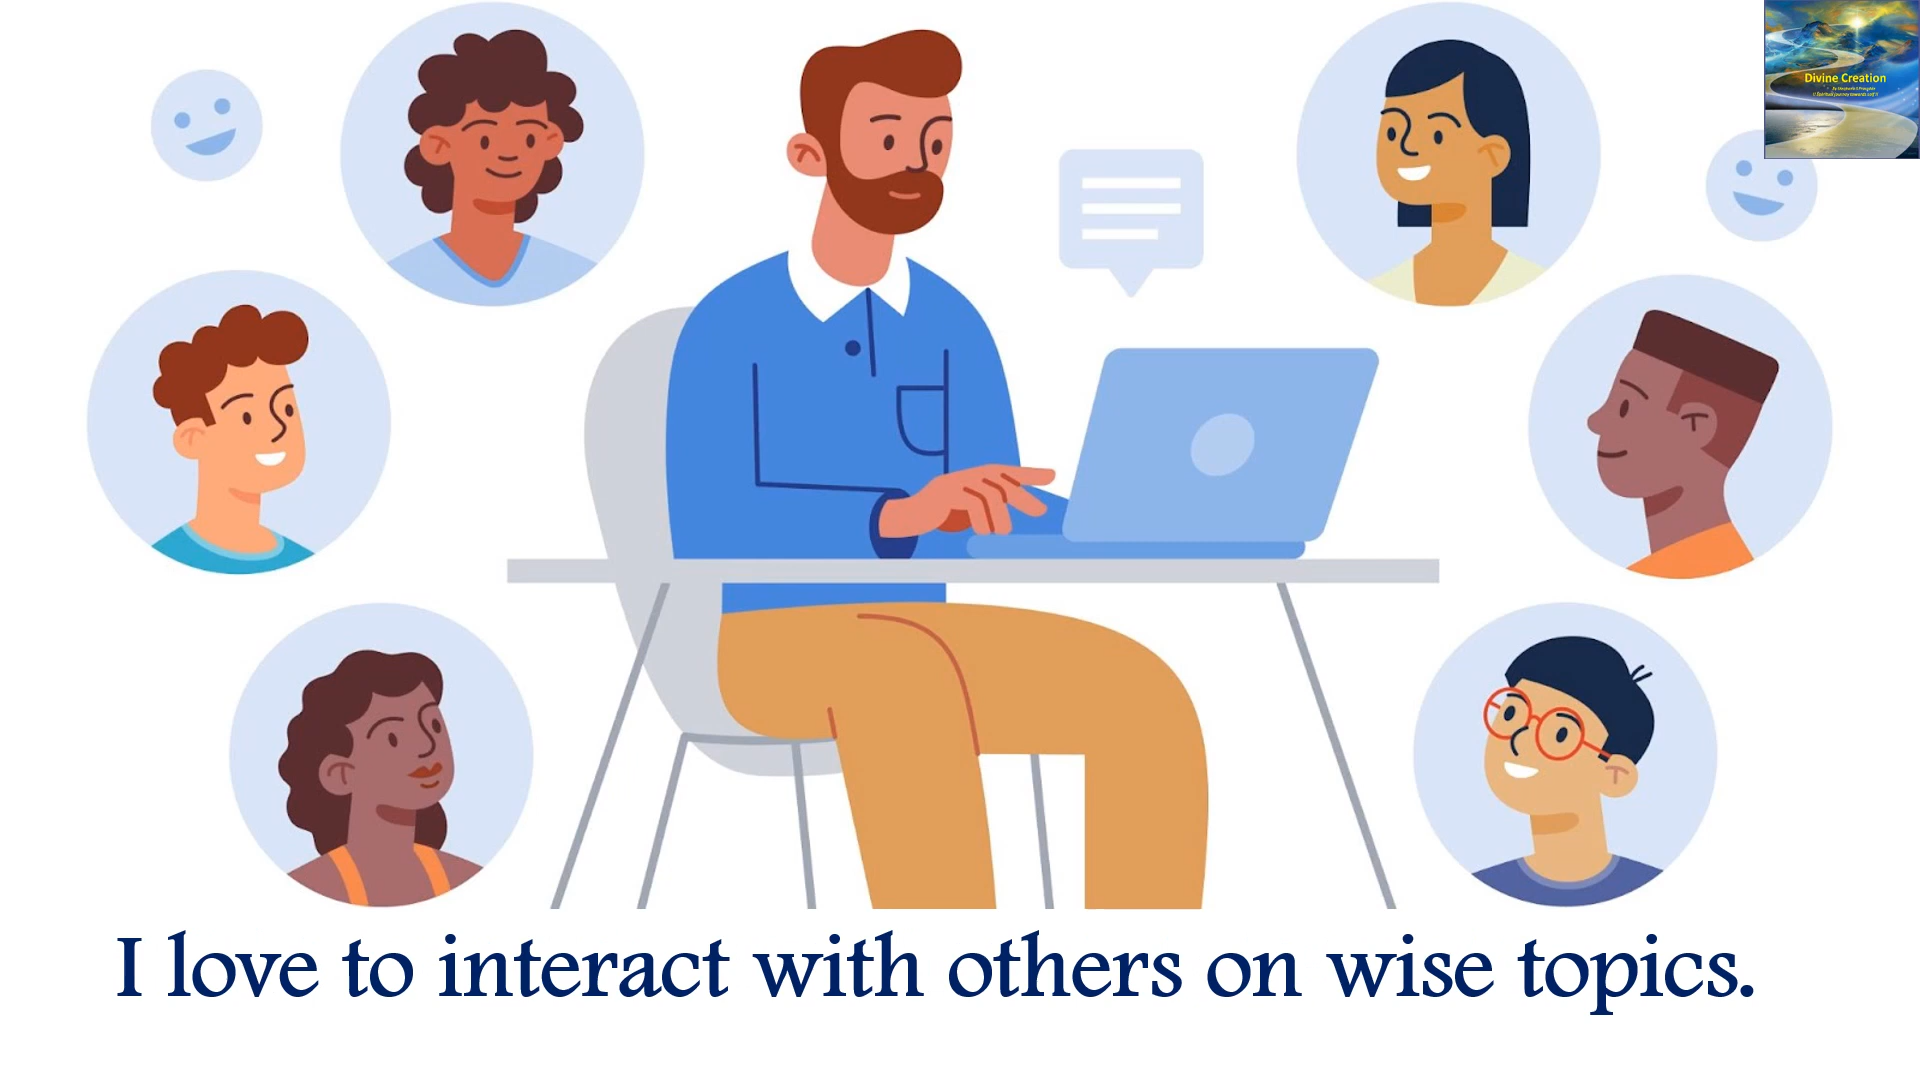 Divine Creation
I love to interact with others on wise topics.